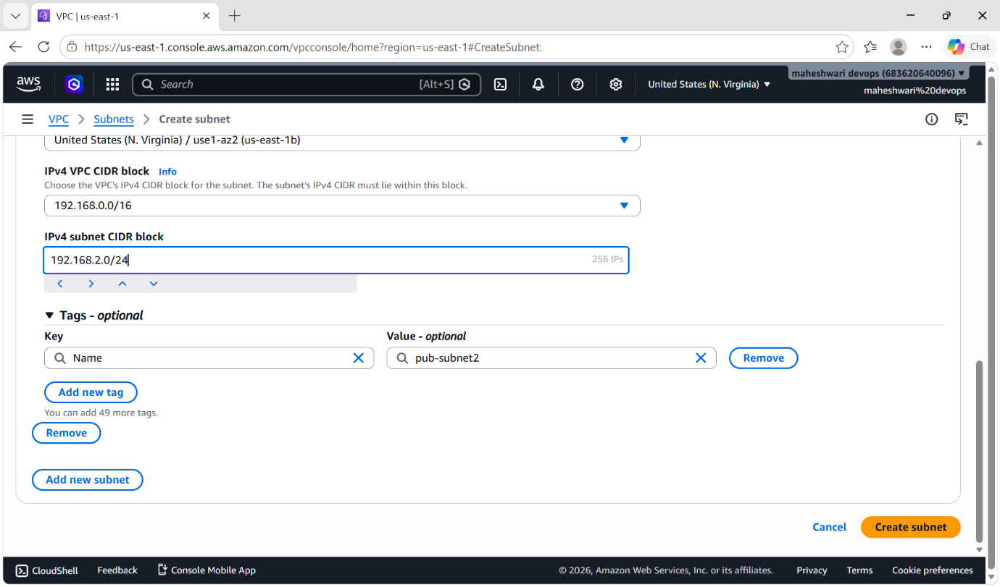 VPC | us-east-1
https://us-east-1.console.aws.amazon.com/vpcconsole/home?region=us-east-1#CreateSubnet:
Chat
aws
Search
[Alt+S]
United States (N. Virginia) ▼
maheshwari devops (683620640096) ▼
maheshwari%20devops
VPC > Subnets > Create subnet
United States (N. Virginia) / use1-az2 (us-east-1b)
IPv4 VPC CIDR block Info
Choose the VPC's IPv4 CIDR block for the subnet. The subnet's IPv4 CIDR must lie within this block.
192.168.0.0/16
IPv4 subnet CIDR block
192.168.2.0/24
256 IPs
Tags - optional
Key
Value - optional
Name
pub-subnet2
Remove
Add new tag
You can add 49 more tags.
Remove
Add new subnet
Cancel
Create subnet
CloudShell
Feedback
Console Mobile App
© 2026, Amazon Web Services, Inc. or its affiliates.
Privacy
Terms
Cookie preferences